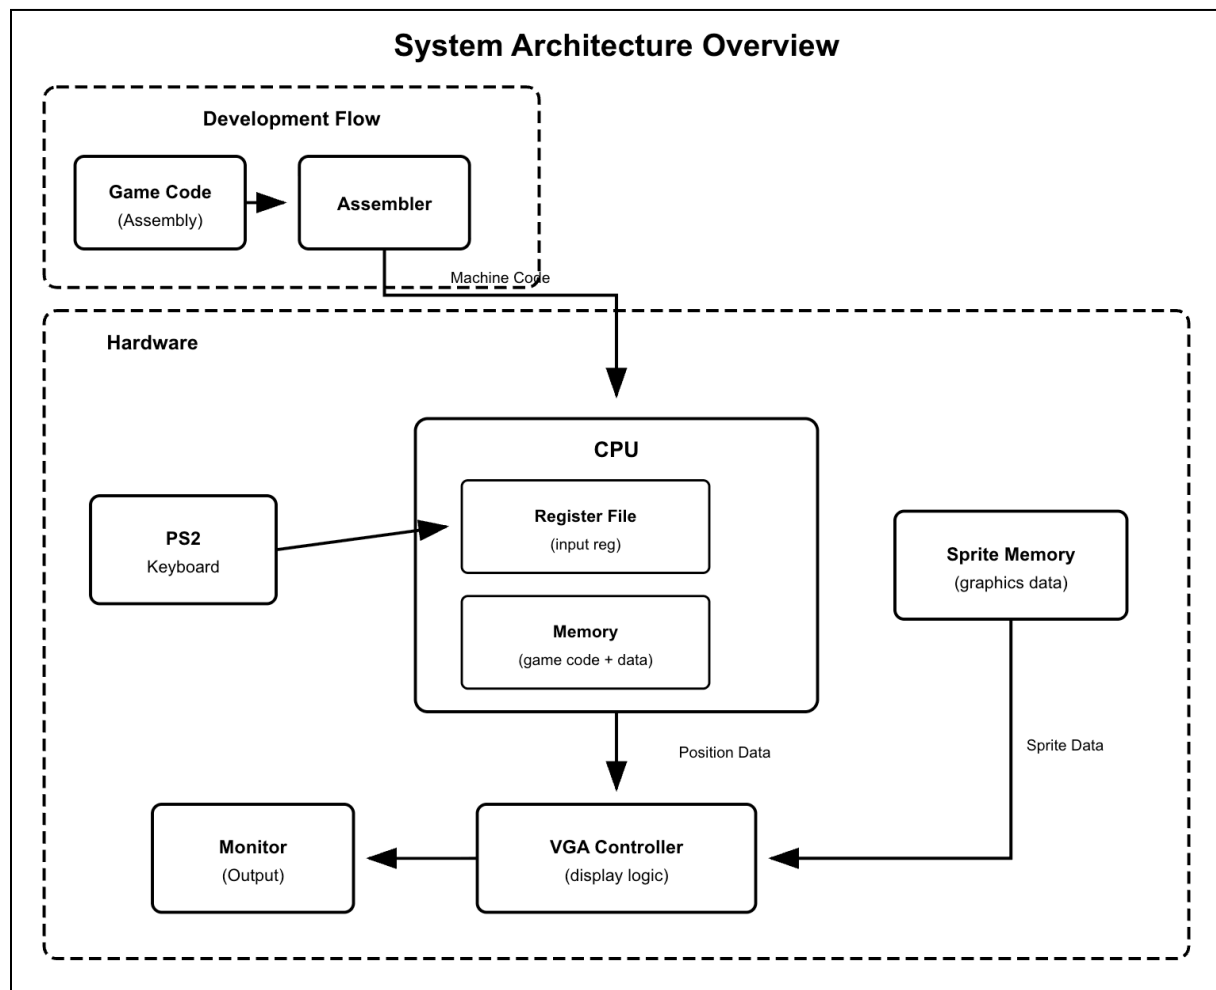 System Architecture Overview
Development Flow
Game Code
(Assembly)
Assembler
Machine Code
Hardware
CPU
Register File
(input reg)
PS2
Keyboard
Sprite Memory
(graphics data)
Memory
(game code + data)
Position Data
Sprite Data
Monitor
(Output)
VGA Controller
(display logic)